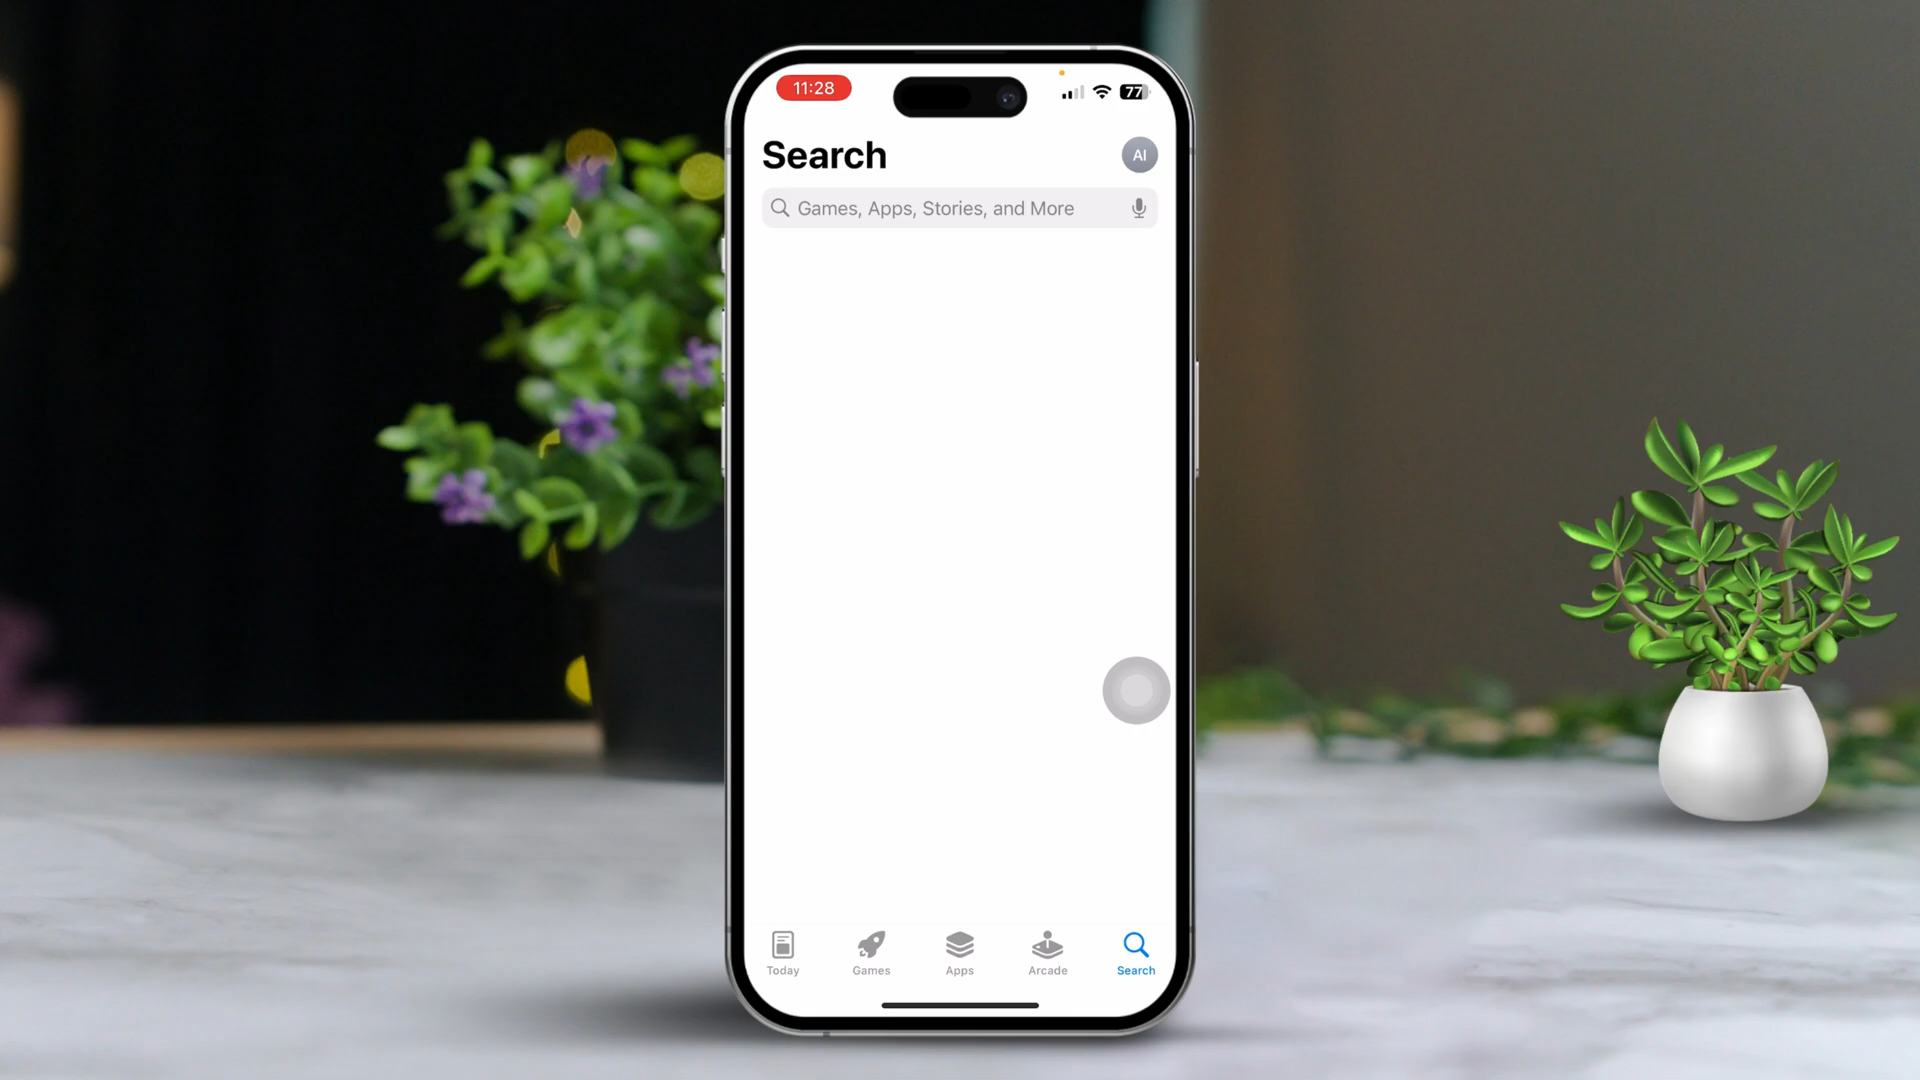 11:28
77
Search
AI
Games, Apps, Stories, and More
Today
Games
Apps
Arcade
Search